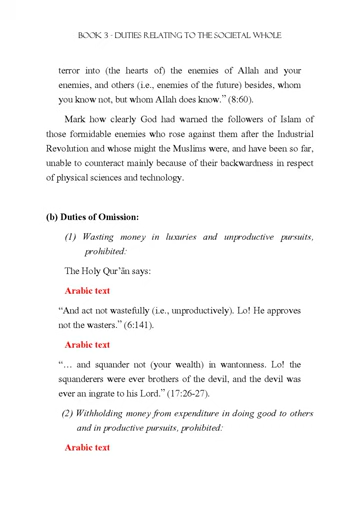 BOOK 3 - DUTIES RELATING TO THE SOCIETAL WHOLE
terror into (the hearts of) the enemies of Allah and your
enemies, and others (i.e., enemies of the future) besides, whom
you know not, but whom Allah does know.” (8:60).
Mark how clearly God had warned the followers of Islam of
those formidable enemies who rose against them after the Industrial
Revolution and whose might the Muslims were, and have been so far,
unable to counteract mainly because of their backwardness in respect
of physical sciences and technology.
(b) Duties of Omission:
(1) Wasting money in luxuries and unproductive pursuits,
prohibited:
The Holy Qur’ân says:
Arabic text
“And act not wastefully (i.e., unproductively). Lo! He approves
not the wasters.” (6:141).
Arabic text
“… and squander not (your wealth) in wantonness. Lo! the
squanderers were ever brothers of the devil, and the devil was
ever an ingrate to his Lord.” (17:26-27).
(2) Withholding money from expenditure in doing good to others
and in productive pursuits, prohibited:
Arabic text